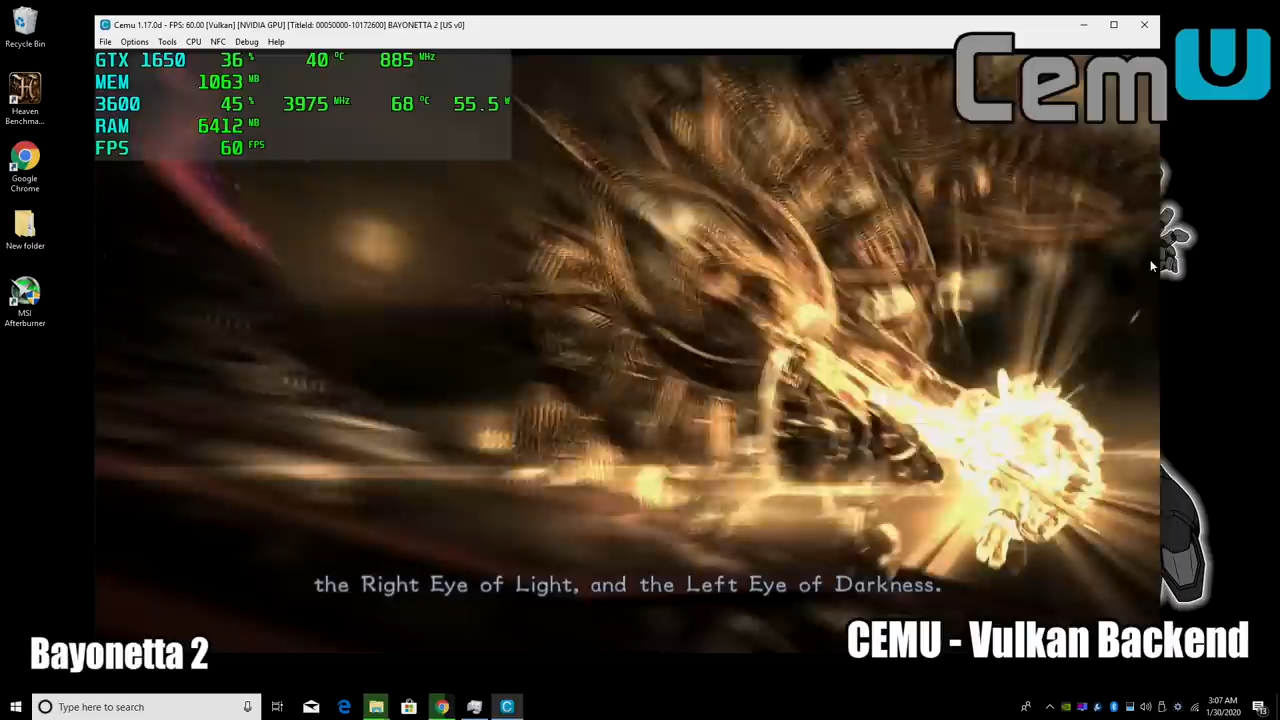 Cemu 1.17.0d - FPS: 60.00 [Vulkan] [NVIDIA GPU] [TitleId: 00050000-10172600] BAYONETTA 2 [US v0]
File Options Tools CPU NFC Debug Help
Recycle Bin
Heaven
Benchma...
Google
Chrome
New folder
MSI
Afterburner
GTX 1650 36 % 40 °C 885 MHz
MEM 1063 MB
3600 45 % 3975 MHz 68 °C 55.5 W
RAM 6412 MB
FPS 60 FPS
Cemu
the Right Eye of Light, and the Left Eye of Darkness.
Bayonetta 2
CEMU - Vulkan Backend
Type here to search
3:07 AM
1/30/2020
13